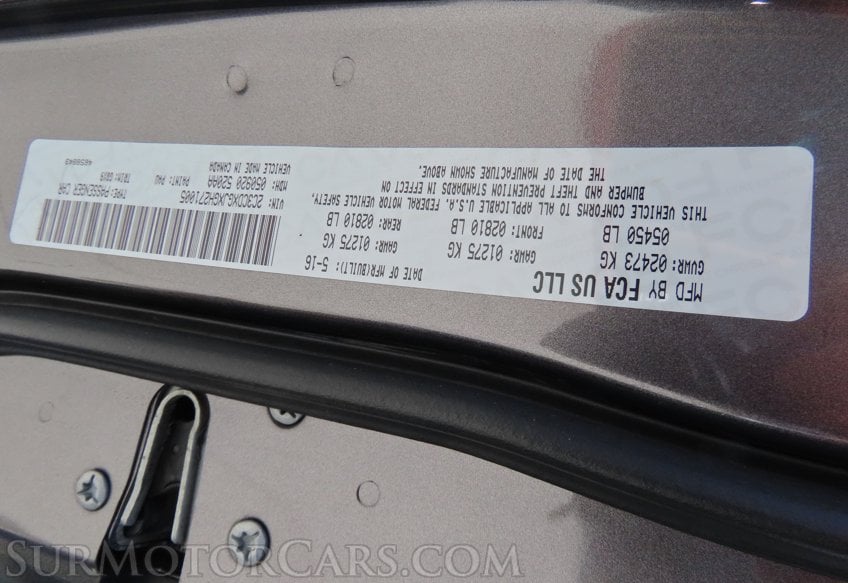 MFD BY FCA US LLC
DATE OF MFR(BUILT): 5-16
GVWR: 02473 KG
05450 LB
GAWR: 01275 KG
FRONT: 02810 LB
GAWR: 01275 KG
REAR: 02810 LB
THIS VEHICLE CONFORMS TO ALL APPLICABLE U.S.A. FEDERAL MOTOR VEHICLE SAFETY,
BUMPER AND THEFT PREVENTION STANDARDS IN EFFECT
THE DATE OF MANUFACTURE SHOWN ABOVE.
VIN: 2C3CDXGJXGH271005
TYPE: PASSENGER CAR
MDH: 050920 520AA
PAINT: PAU
TRIM:
VEHICLE MADE IN CANADA
SURMOTORCARS.COM